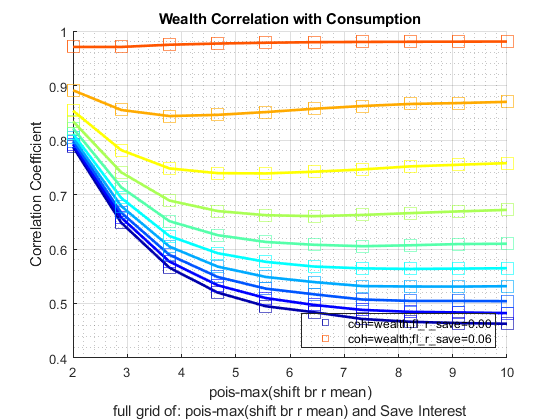 Wealth Correlation with Consumption
Correlation Coefficient
1
0.9
0.8
0.7
0.6
0.5
0.4
coh=wealth;fl_r_save=0.00
coh=wealth;fl_r_save=0.06
2 3 4 5 6 7 8 9 10
pois-max(shift br r mean)
full grid of: pois-max(shift br r mean) and Save Interest